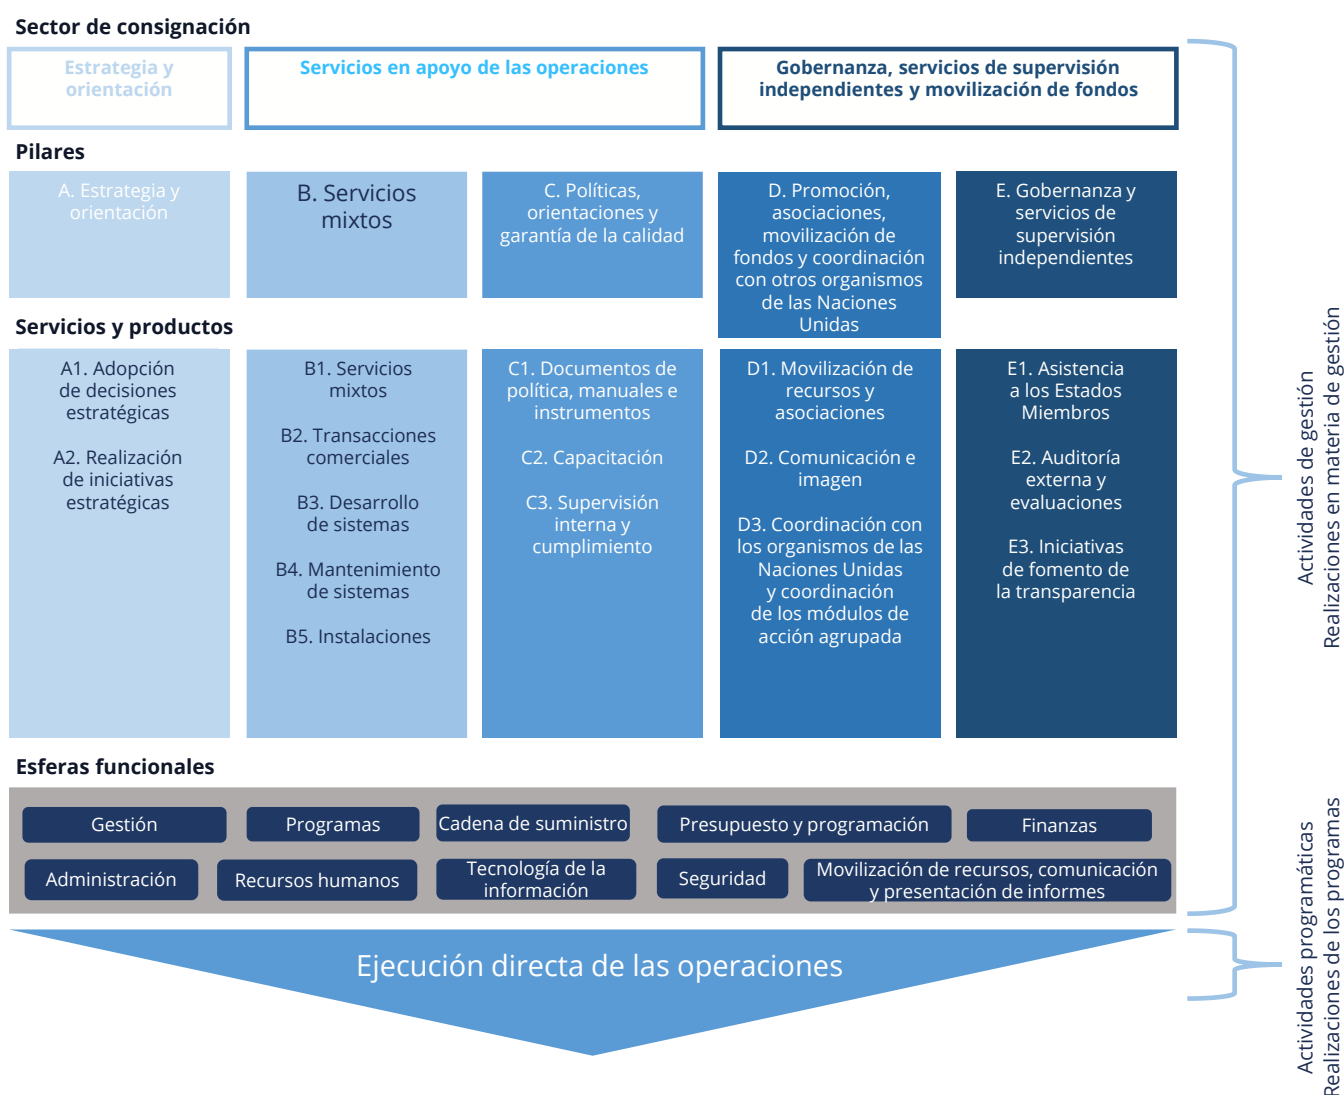 Sector de consignación
Estrategia y
orientación
Servicios en apoyo de las operaciones
Gobernanza, servicios de supervisión
independientes y movilización de fondos
Pilares
A. Estrategia y
orientación
B. Servicios
mixtos
C. Políticas,
orientaciones y
garantía de la calidad
D. Promoción,
asociaciones,
movilización de
fondos y coordinación
con otros organismos
de las Naciones
Unidas
E. Gobernanza y
servicios de
supervisión
independientes
Servicios y productos
A1. Adopción
de decisiones
estratégicas
A2. Realización
de iniciativas
estratégicas
B1. Servicios
mixtos
B2. Transacciones
comerciales
B3. Desarrollo
de sistemas
B4. Mantenimiento
de sistemas
B5. Instalaciones
C1. Documentos de
política, manuales e
instrumentos
C2. Capacitación
C3. Supervisión
interna y
cumplimiento
D1. Movilización de
recursos y
asociaciones
D2. Comunicación e
imagen
D3. Coordinación con
los organismos de las
Naciones Unidas
y coordinación
de los módulos de
acción agrupada
E1. Asistencia
a los Estados
Miembros
E2. Auditoría
externa y
evaluaciones
E3. Iniciativas
de fomento de
la transparencia
Esferas funcionales
Gestión
Programas
Cadena de suministro
Presupuesto y programación
Finanzas
Administración
Recursos humanos
Tecnología de la
información
Seguridad
Movilización de recursos, comunicación
y presentación de informes
Ejecución directa de las operaciones
Actividades de gestión
Realizaciones en materia de gestión
Actividades programáticas
Realizaciones de los programas